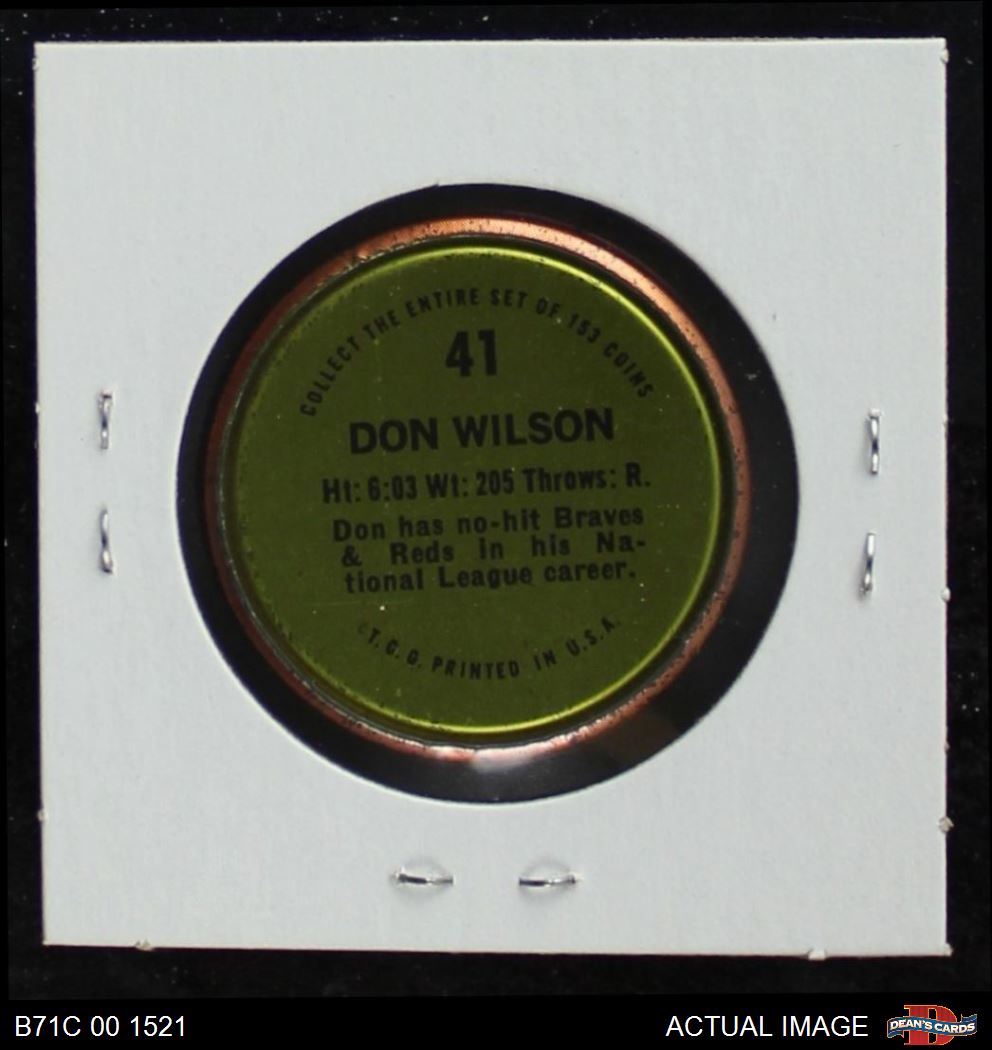 COLLECT THE ENTIRE SET OF 153 COINS
41
DON WILSON
Ht: 6:03 Wt: 205 Throws: R.
Don has no-hit Braves
& Reds in his Na-
tional League career.
©T. C. G. PRINTED IN U.S.A.
B71C 00 1521
ACTUAL IMAGE
D
DEAN'S CARDS